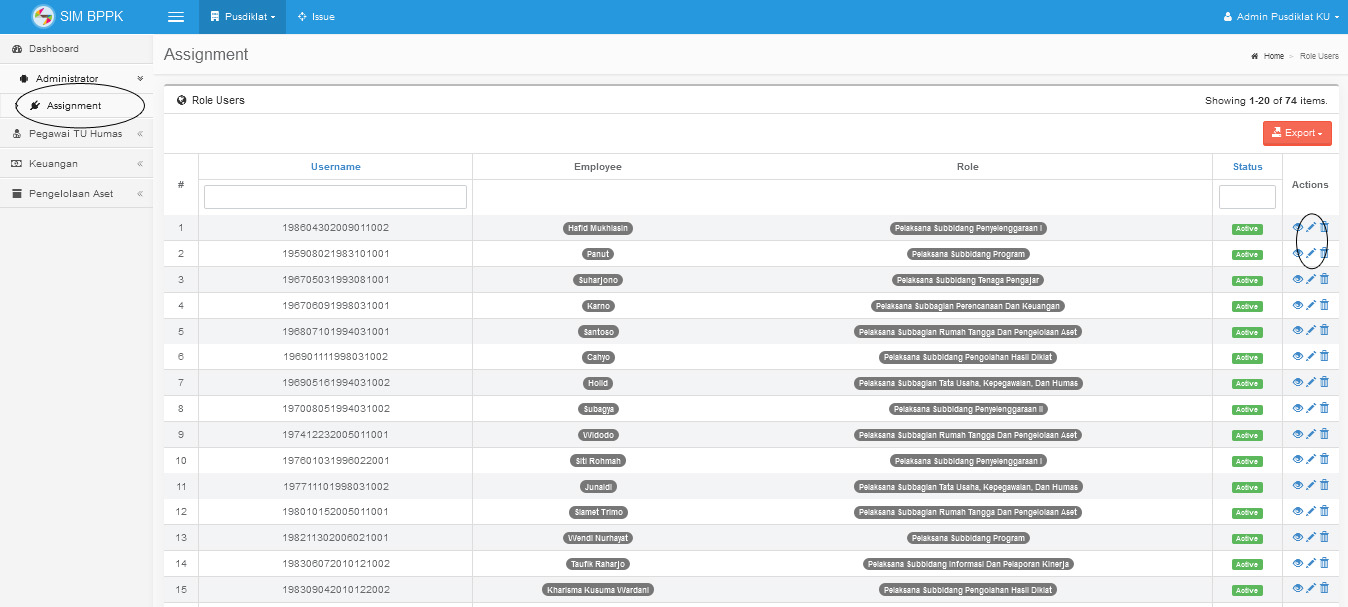 SIM BPPK Pusdiklat Issue Admin Pusdiklat KU
Dashboard
Administrator
Assignment
Pegawai TU Humas «
Keuangan «
Pengelolaan Aset «
Assignment
Home > Role Users
Role Users
Showing 1-20 of 74 items.
Export
# Username Employee Role Status Actions
1 198604302009011002 Hafid Mukhlasin Pelaksana Subbidang Penyelenggaraan I Active
2 195908021983101001 Panut Pelaksana Subbidang Program Active
3 196705031993081001 Suharjono Pelaksana Subbidang Tenaga Pengajar Active
4 196706091998031001 Karno Pelaksana Subbagian Perencanaan Dan Keuangan Active
5 196807101994031001 Santoso Pelaksana Subbagian Rumah Tangga Dan Pengelolaan Aset Active
6 196901111998031002 Cahyo Pelaksana Subbidang Pengolahan Hasil Diklat Active
7 196905161994031002 Holid Pelaksana Subbagian Tata Usaha, Kepegawaian, Dan Humas Active
8 197008051994031002 Subagya Pelaksana Subbidang Penyelenggaraan II Active
9 197412232005011001 Widodo Pelaksana Subbagian Rumah Tangga Dan Pengelolaan Aset Active
10 197601031996022001 Siti Rohmah Pelaksana Subbidang Penyelenggaraan I Active
11 197711101998031002 Junaidi Pelaksana Subbagian Tata Usaha, Kepegawaian, Dan Humas Active
12 198010152005011001 Slamet Trimo Pelaksana Subbagian Rumah Tangga Dan Pengelolaan Aset Active
13 198211302006021001 Wendi Nurhayat Pelaksana Subbidang Program Active
14 198306072010121002 Taufik Raharjo Pelaksana Subbidang Informasi Dan Pelaporan Kinerja Active
15 198309042010122002 Kharisma Kusuma Wardani Pelaksana Subbidang Pengolahan Hasil Diklat Active